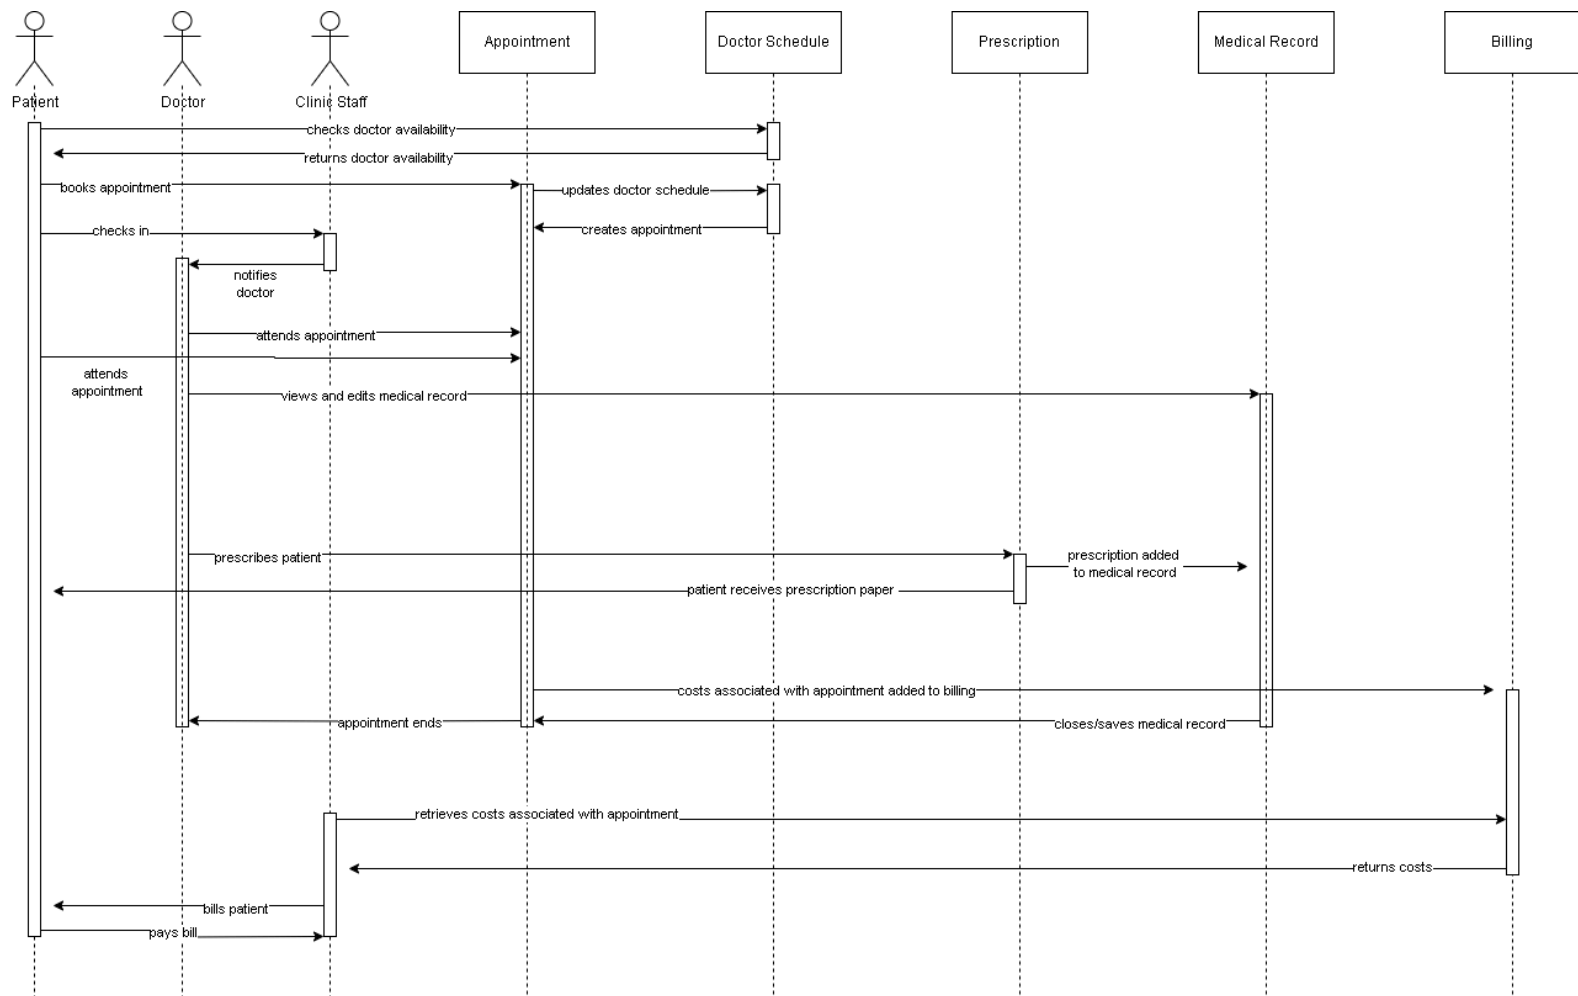 Appointment
Doctor Schedule
Prescription
Medical Record
Billing
Patient
Doctor
Clinic Staff
checks doctor availability
returns doctor availability
books appointment
updates doctor schedule
checks in
creates appointment
notifies
doctor
attends appointment
attends
appointment
views and edits medical record
prescribes patient
prescription added
to medical record
patient receives prescription paper
costs associated with appointment added to billing
appointment ends
closes/saves medical record
retrieves costs associated with appointment
returns costs
bills patient
pays bill